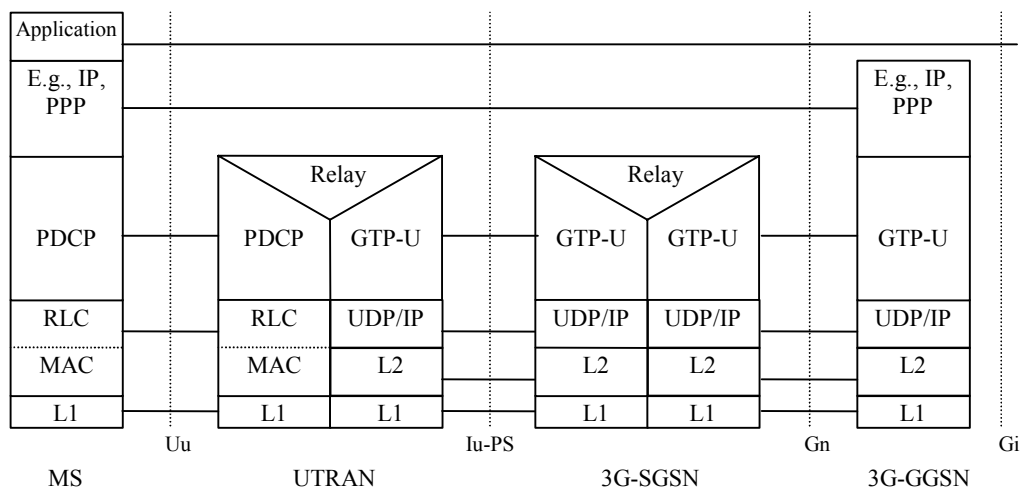 Application
E.g., IP,
PPP
E.g., IP,
PPP
Relay
Relay
PDCP
PDCP
GTP-U
GTP-U
GTP-U
GTP-U
RLC
RLC
UDP/IP
UDP/IP
UDP/IP
UDP/IP
MAC
MAC
L2
L2
L2
L2
L1
L1
L1
L1
L1
L1
Uu
Iu-PS
Gn
Gi
MS
UTRAN
3G-SGSN
3G-GGSN